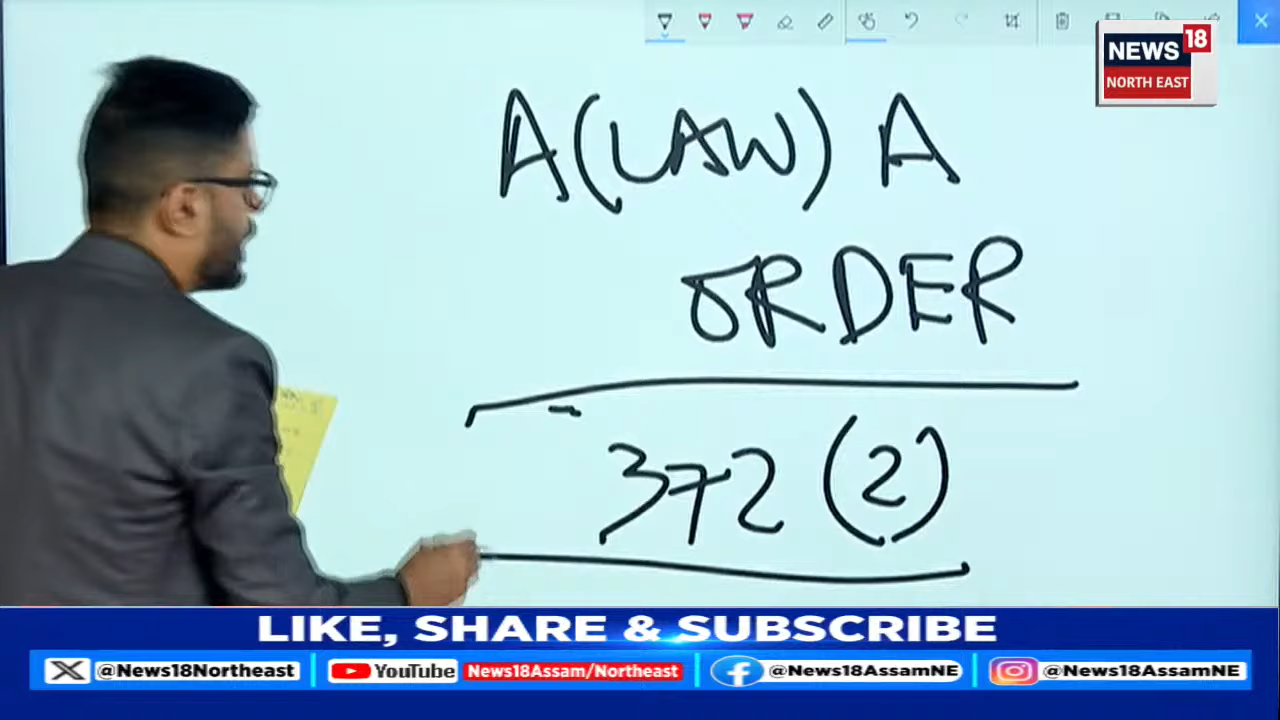 NEWS 18
NORTH EAST
A (LAW) A
ORDER
372 (2)
LIKE, SHARE & SUBSCRIBE
@News18Northeast YouTube News18Assam/Northeast @News18AssamNE @News18AssamNE